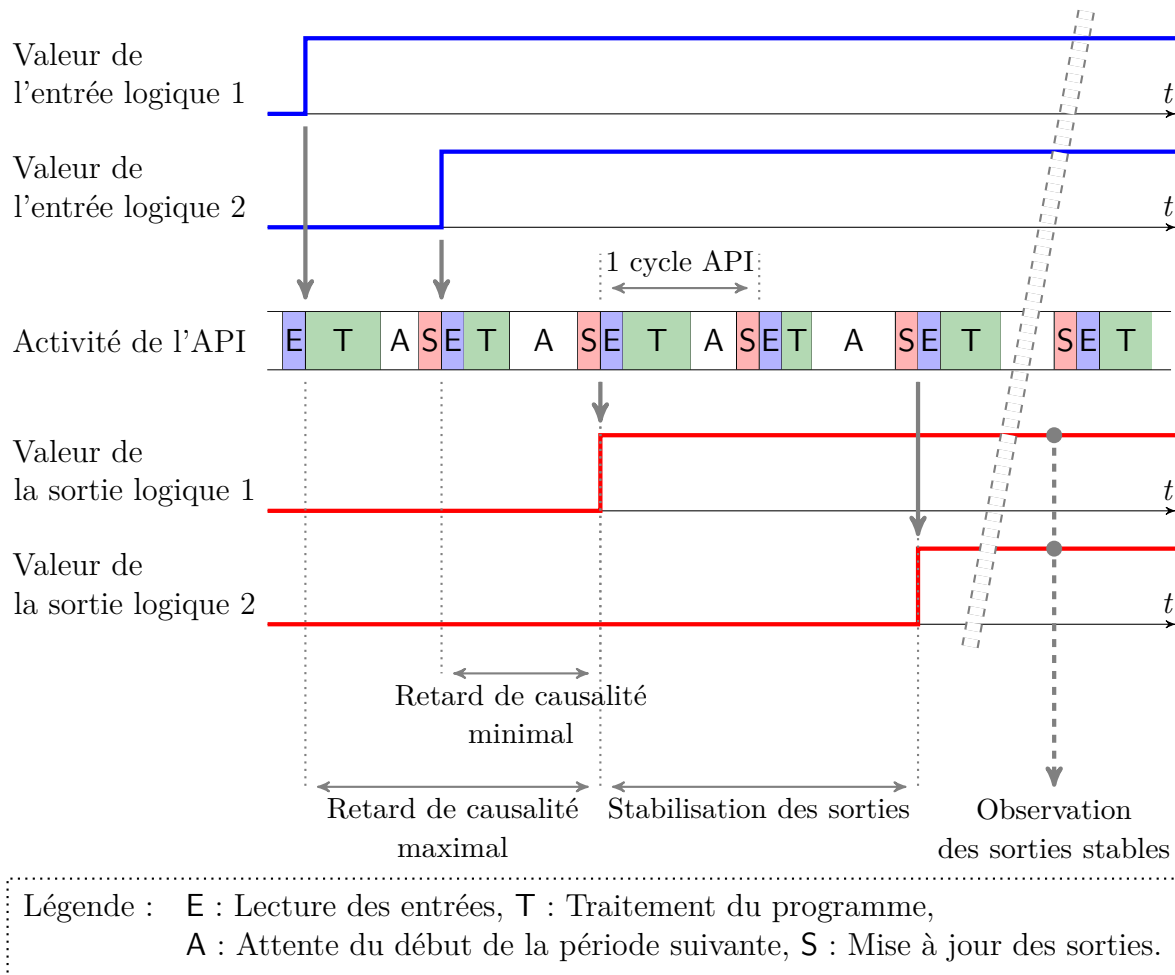 Valeur de
l'entrée logique 1
t
Valeur de
l'entrée logique 2
t
1 cycle API
Activité de l'API
E T A S E T A S E T A S E T A S E T S E T
Valeur de
la sortie logique 1
t
Valeur de
la sortie logique 2
t
Retard de causalité
minimal
Retard de causalité
maximal
Stabilisation des sorties
Observation
des sorties stables
Légende : E : Lecture des entrées, T : Traitement du programme,
A : Attente du début de la période suivante, S : Mise à jour des sorties.